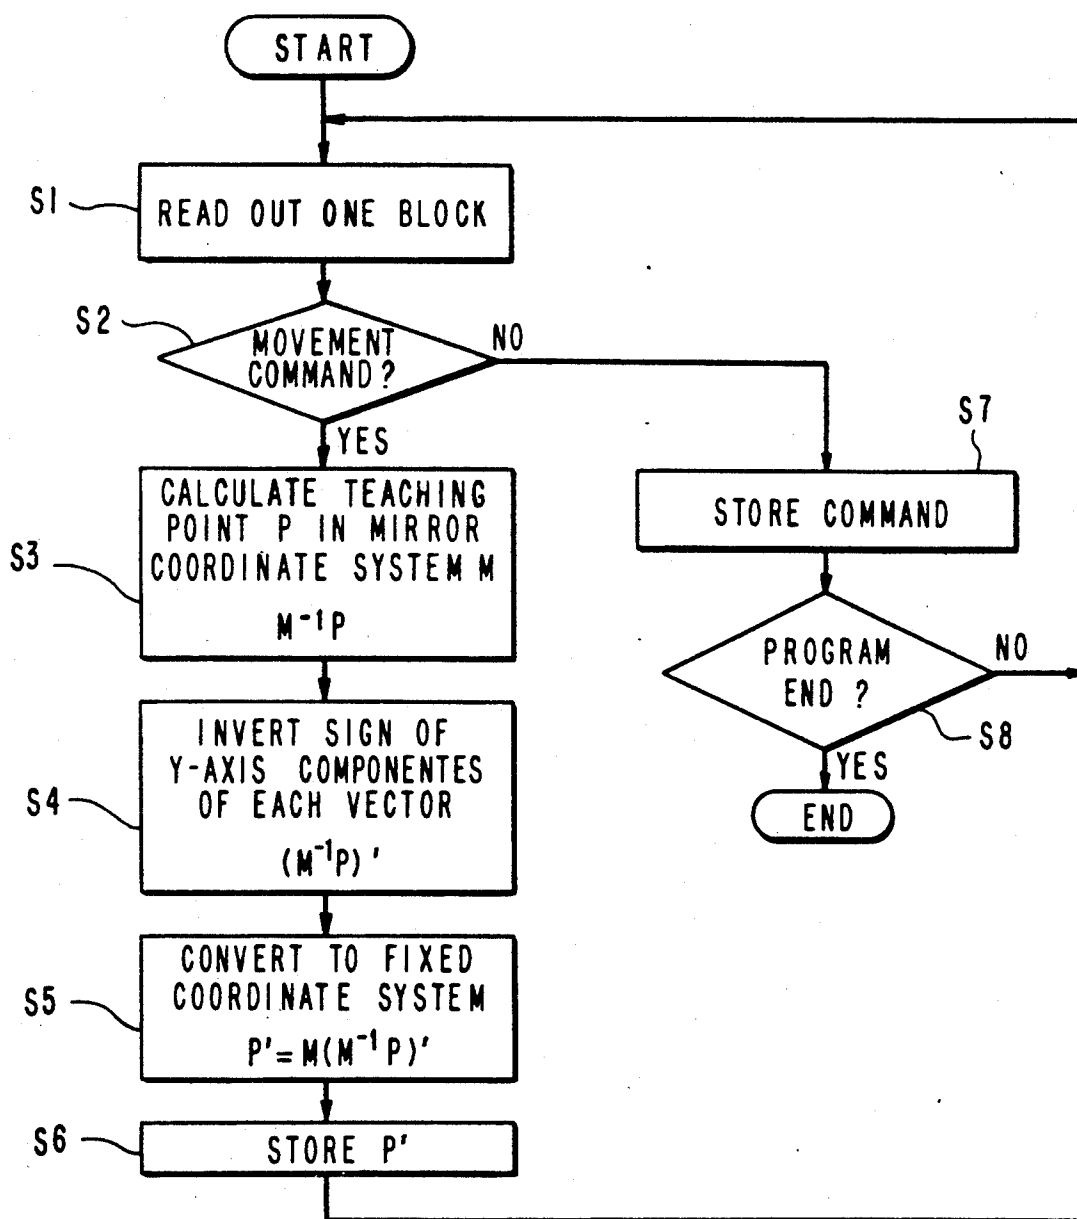 START
S1
READ OUT ONE BLOCK
S2
MOVEMENT
COMMAND?
NO
YES
S3
CALCULATE TEACHING
POINT P IN MIRROR
COORDINATE SYSTEM M
M⁻¹P
S4
INVERT SIGN OF
Y-AXIS COMPONENTES
OF EACH VECTOR
(M⁻¹P)'
S5
CONVERT TO FIXED
COORDINATE SYSTEM
P'=M(M⁻¹P)'
S6
STORE P'
S7
STORE COMMAND
PROGRAM
END ?
NO
S8
YES
END